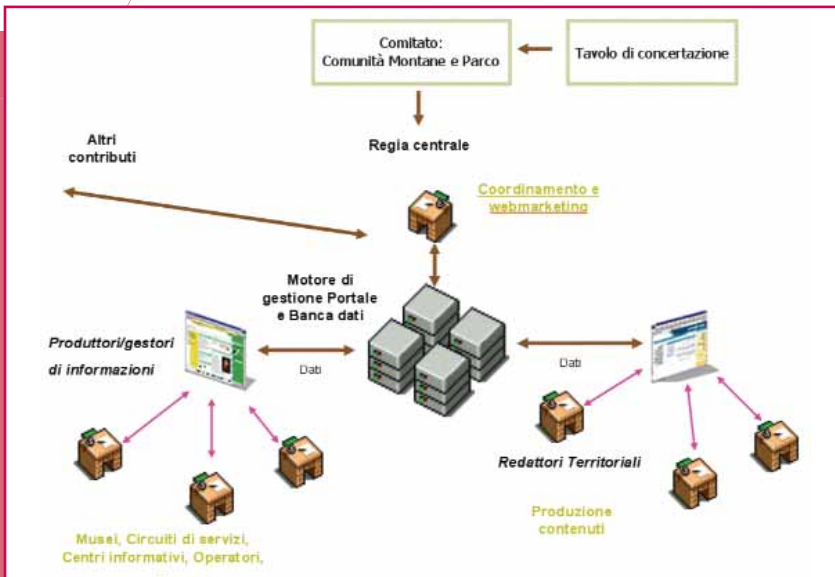 Comitato:
Comunità Montane e Parco
Tavolo di concertazione
Altri
contributi
Regia centrale
Coordinamento e
webmarketing
Motore di
gestione Portale
e Banca dati
Produttori/gestori
di informazioni
Dati
Dati
Redattori Territoriali
Musei, Circuiti di servizi,
Centri informativi, Operatori,
Produzione
contenuti